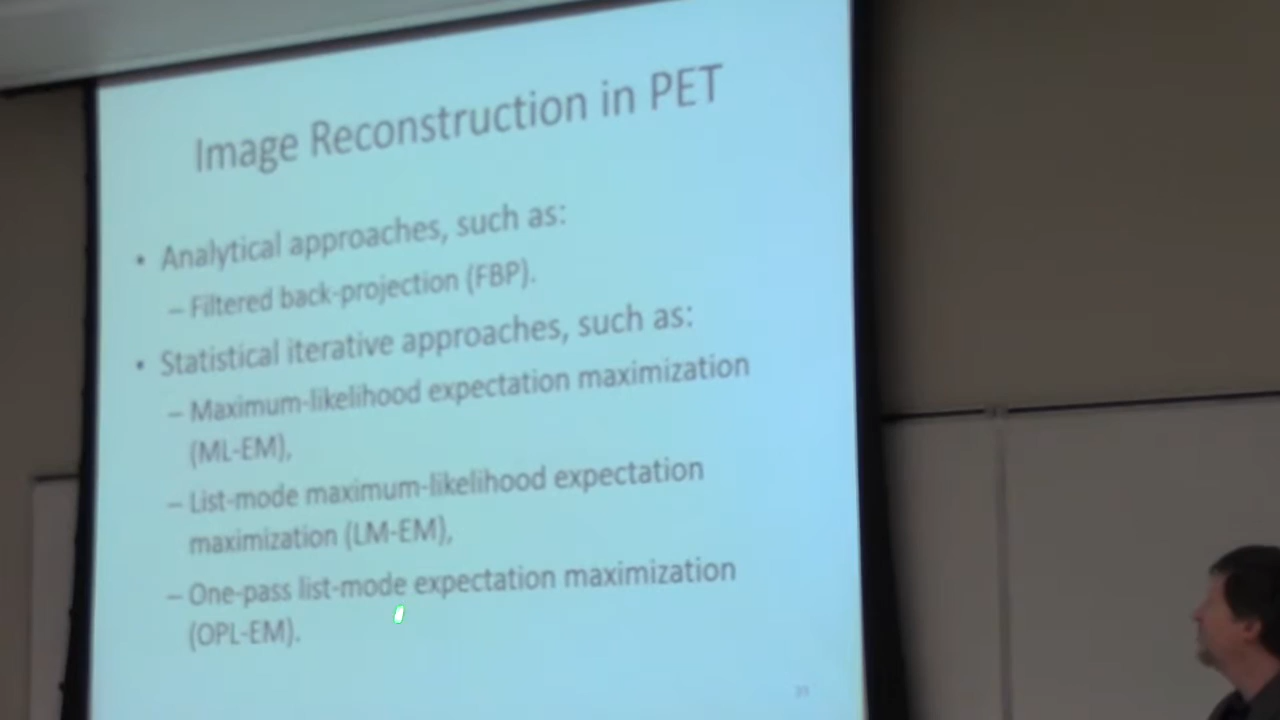 Image Reconstruction in PET
• Analytical approaches, such as:
– Filtered back-projection (FBP).
• Statistical iterative approaches, such as:
– Maximum-likelihood expectation maximization
(ML-EM),
– List-mode maximum-likelihood expectation
maximization (LM-EM),
– One-pass list-mode expectation maximization
(OPL-EM).